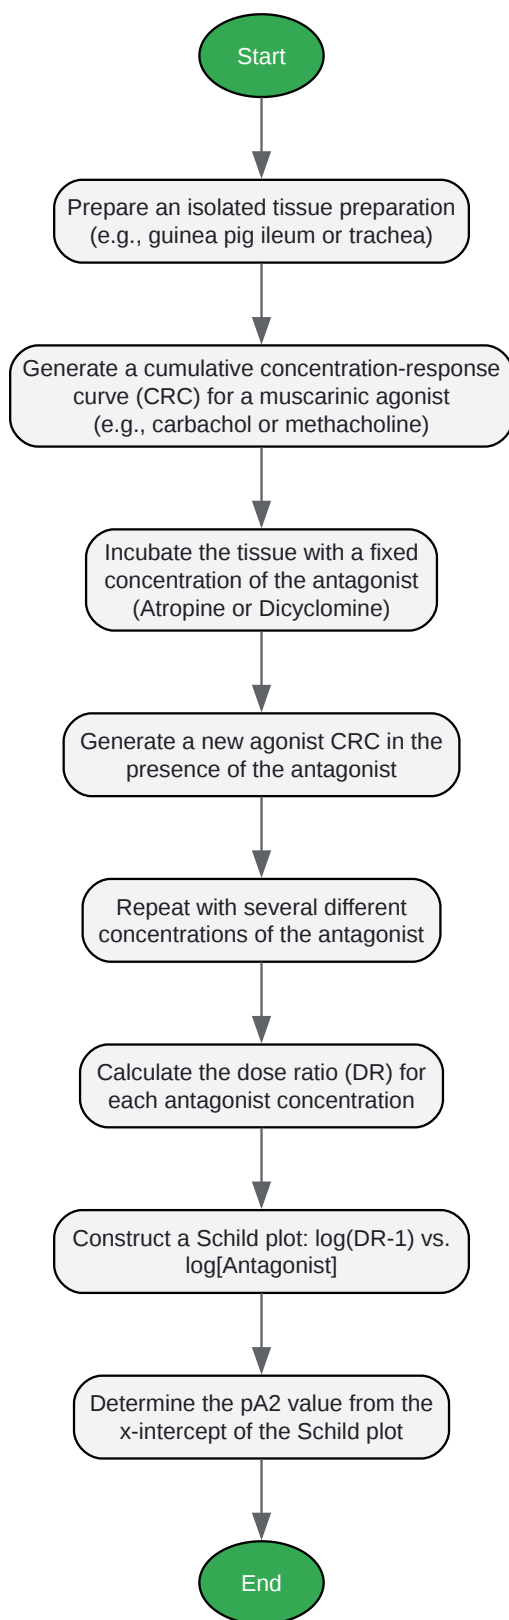 Start
Prepare an isolated tissue preparation
(e.g., guinea pig ileum or trachea)
Generate a cumulative concentration-response
curve (CRC) for a muscarinic agonist
(e.g., carbachol or methacholine)
Incubate the tissue with a fixed
concentration of the antagonist
(Atropine or Dicyclomine)
Generate a new agonist CRC in the
presence of the antagonist
Repeat with several different
concentrations of the antagonist
Calculate the dose ratio (DR) for
each antagonist concentration
Construct a Schild plot: log(DR-1) vs.
log[Antagonist]
Determine the pA2 value from the
x-intercept of the Schild plot
End